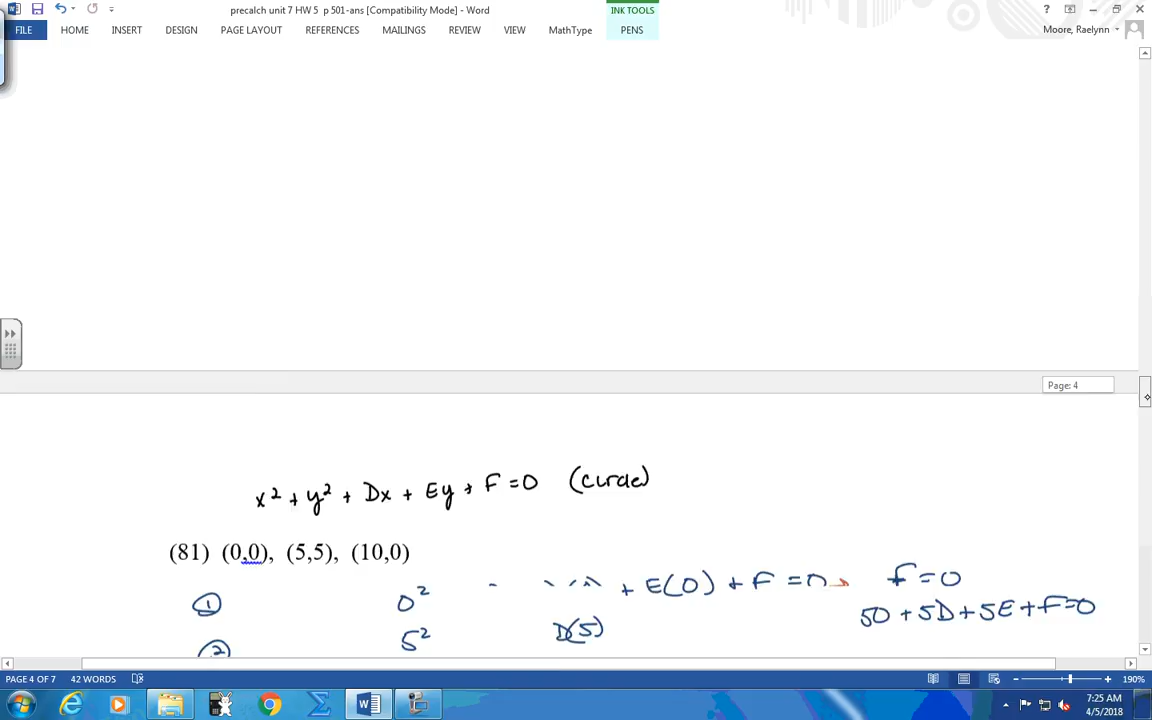 precalch unit 7 HW 5 p 501-ans [Compatibility Mode] - Word
INK TOOLS
FILE HOME INSERT DESIGN PAGE LAYOUT REFERENCES MAILINGS REVIEW VIEW MathType PENS
Moore, Raelynn
Page: 4
x² + y² + Dx + Ey + F = 0 (circle)
(81) (0,0), (5,5), (10,0)
① 0² + E(0) + F = 0 F = 0
② 5² D(5) 50 + 5D + 5E + F = 0
PAGE 4 OF 7 42 WORDS 190%
7:25 AM
4/5/2018